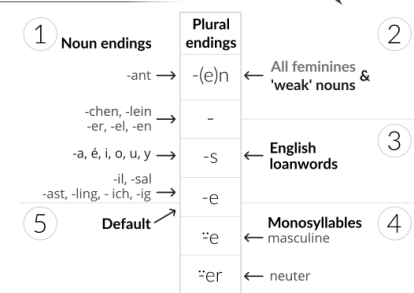 1
Noun endings
Plural
endings
2
-ant → -(e)n ← All feminines &
'weak' nouns
-chen, -lein
-er, -el, -en → -
3
-a, é, i, o, u, y → -s ← English
loanwords
-il, -sal
-ast, -ling, - ich, -ig → -e
5
Default
Monosyllables
4
¨e ← masculine
¨er ← neuter